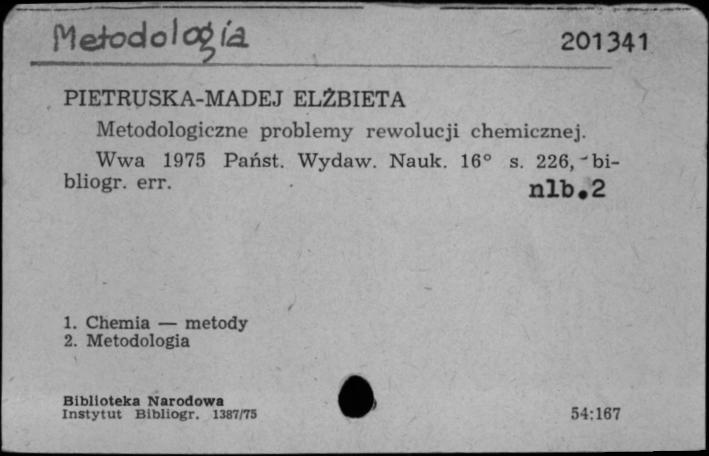 Metodologia 201341
PIETRUSKA-MADEJ ELŻBIETA
Metodologiczne problemy rewolucji chemicznej.
Wwa 1975 Państ. Wydaw. Nauk. 16° s. 226, bi-
bliogr. err. nlb.2
1. Chemia — metody
2. Metodologia
Biblioteka Narodowa
Instytut Bibliogr. 1387/75 54:167